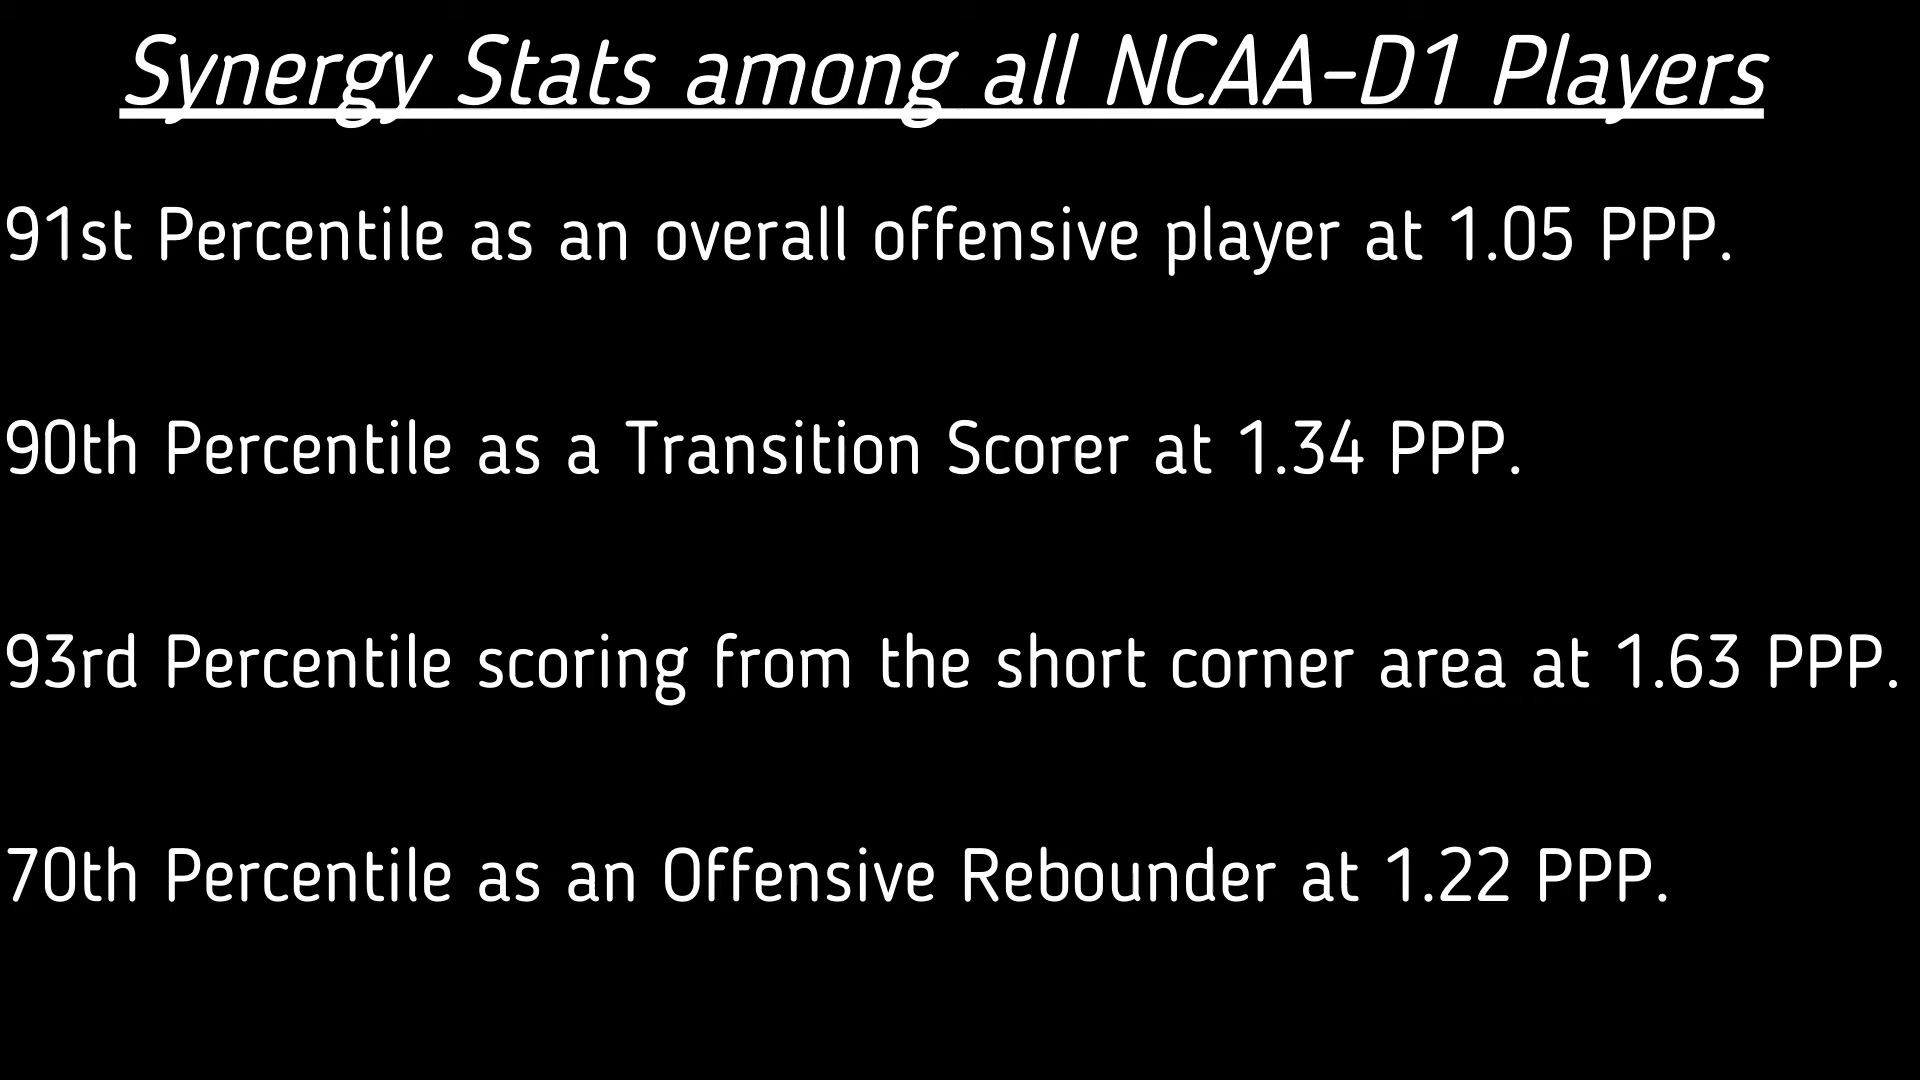 Synergy Stats among all NCAA-D1 Players
91st Percentile as an overall offensive player at 1.05 PPP.
90th Percentile as a Transition Scorer at 1.34 PPP.
93rd Percentile scoring from the short corner area at 1.63 PPP.
70th Percentile as an Offensive Rebounder at 1.22 PPP.